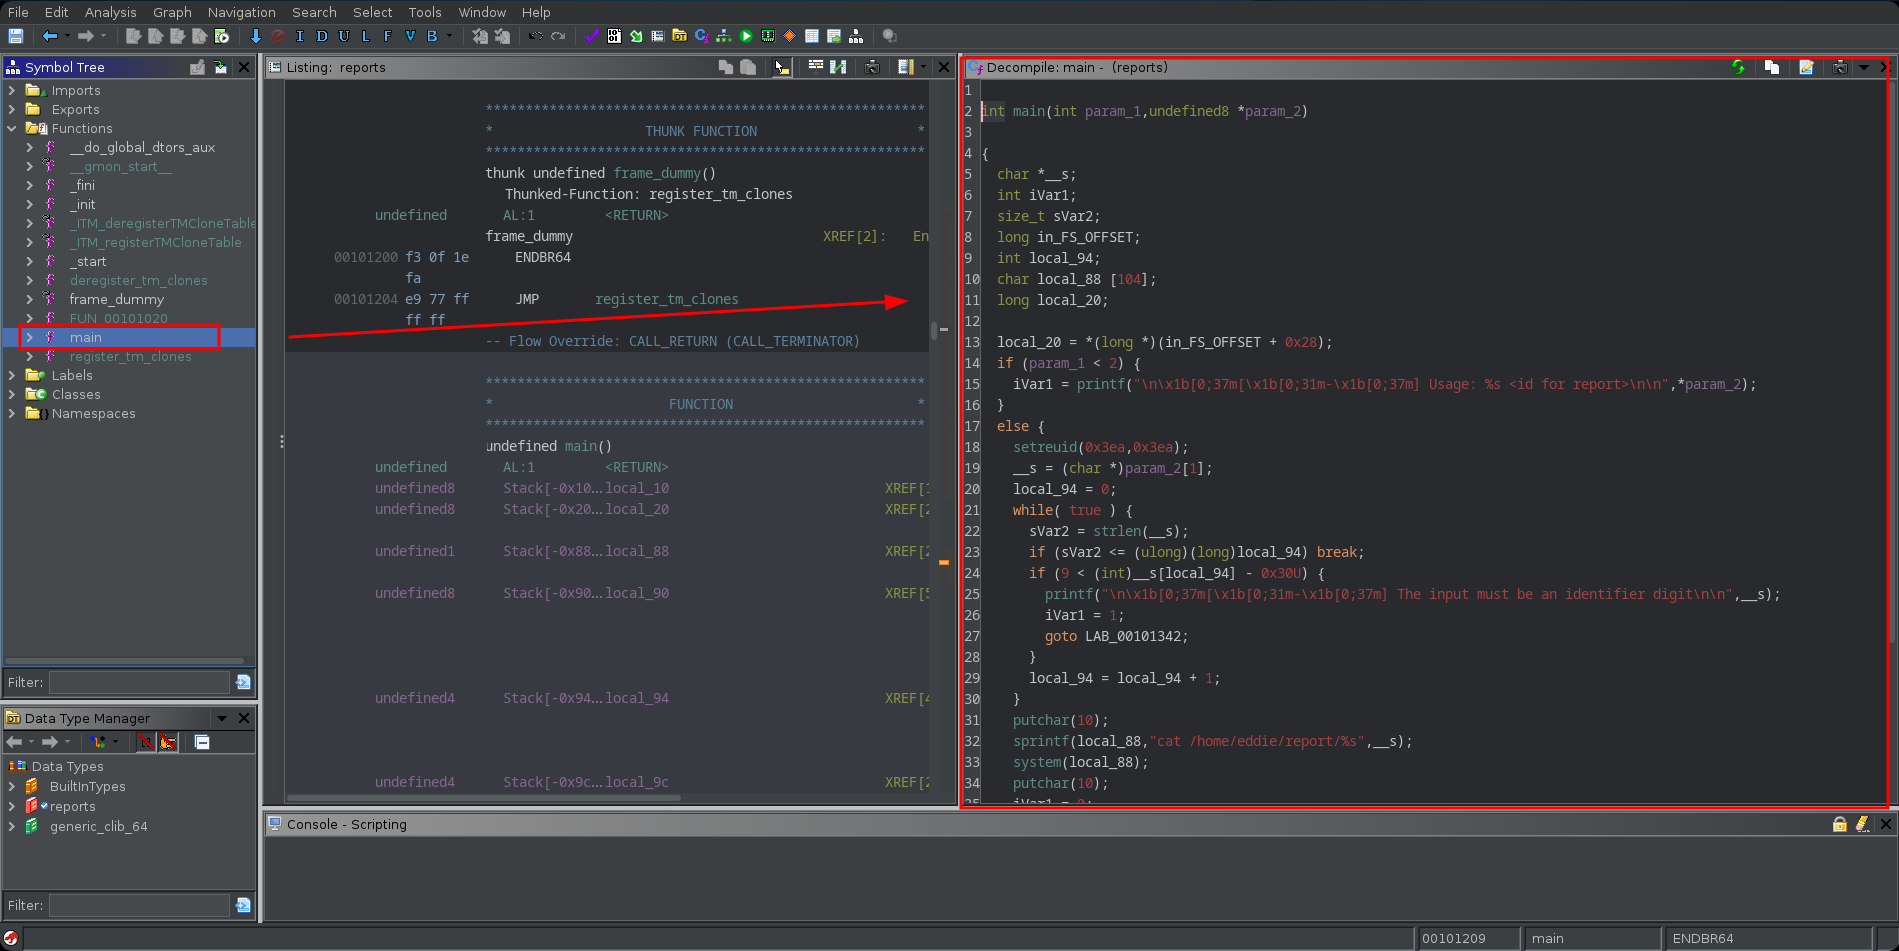 File Edit Analysis Graph Navigation Search Select Tools Window Help
I D U L F V B
Symbol Tree
Imports
Exports
Functions
__do_global_dtors_aux
__gmon_start__
_fini
_init
_ITM_deregisterTMCloneTable
_ITM_registerTMCloneTable
_start
deregister_tm_clones
frame_dummy
FUN_00101020
main
register_tm_clones
Labels
Classes
Namespaces
Filter:
Data Type Manager
Data Types
BuiltInTypes
reports
generic_clib_64
Filter:
Listing: reports
*******************************************************
* THUNK FUNCTION *
*******************************************************
thunk undefined frame_dummy()
Thunked-Function: register_tm_clones
undefined AL:1 <RETURN>
frame_dummy XREF[2]: En
00101200 f3 0f 1e ENDBR64
fa
00101204 e9 77 ff JMP register_tm_clones
ff ff
-- Flow Override: CALL_RETURN (CALL_TERMINATOR)
*******************************************************
* FUNCTION *
*******************************************************
undefined main()
undefined AL:1 <RETURN>
undefined8 Stack[-0x10...local_10 XREF[1
undefined8 Stack[-0x20...local_20 XREF[2
undefined1 Stack[-0x88...local_88 XREF[2
undefined8 Stack[-0x90...local_90 XREF[5
undefined4 Stack[-0x94...local_94 XREF[4
undefined4 Stack[-0x9c...local_9c XREF[2
Decompile: main - (reports)
1
2 int main(int param_1,undefined8 *param_2)
3
4 {
5 char *__s;
6 int iVar1;
7 size_t sVar2;
8 long in_FS_OFFSET;
9 int local_94;
10 char local_88 [104];
11 long local_20;
12
13 local_20 = *(long *)(in_FS_OFFSET + 0x28);
14 if (param_1 < 2) {
15 iVar1 = printf("\n\x1b[0;37m[\x1b[0;31m-\x1b[0;37m] Usage: %s <id for report>\n\n",*param_2);
16 }
17 else {
18 setreuid(0x3ea,0x3ea);
19 __s = (char *)param_2[1];
20 local_94 = 0;
21 while( true ) {
22 sVar2 = strlen(__s);
23 if (sVar2 <= (ulong)(long)local_94) break;
24 if (9 < (int)__s[local_94] - 0x30U) {
25 printf("\n\x1b[0;37m[\x1b[0;31m-\x1b[0;37m] The input must be an identifier digit\n\n",__s);
26 iVar1 = 1;
27 goto LAB_00101342;
28 }
29 local_94 = local_94 + 1;
30 }
31 putchar(10);
32 sprintf(local_88,"cat /home/eddie/report/%s",__s);
33 system(local_88);
34 putchar(10);
35 iVar1 = 0;
Console - Scripting
00101209 main ENDBR64